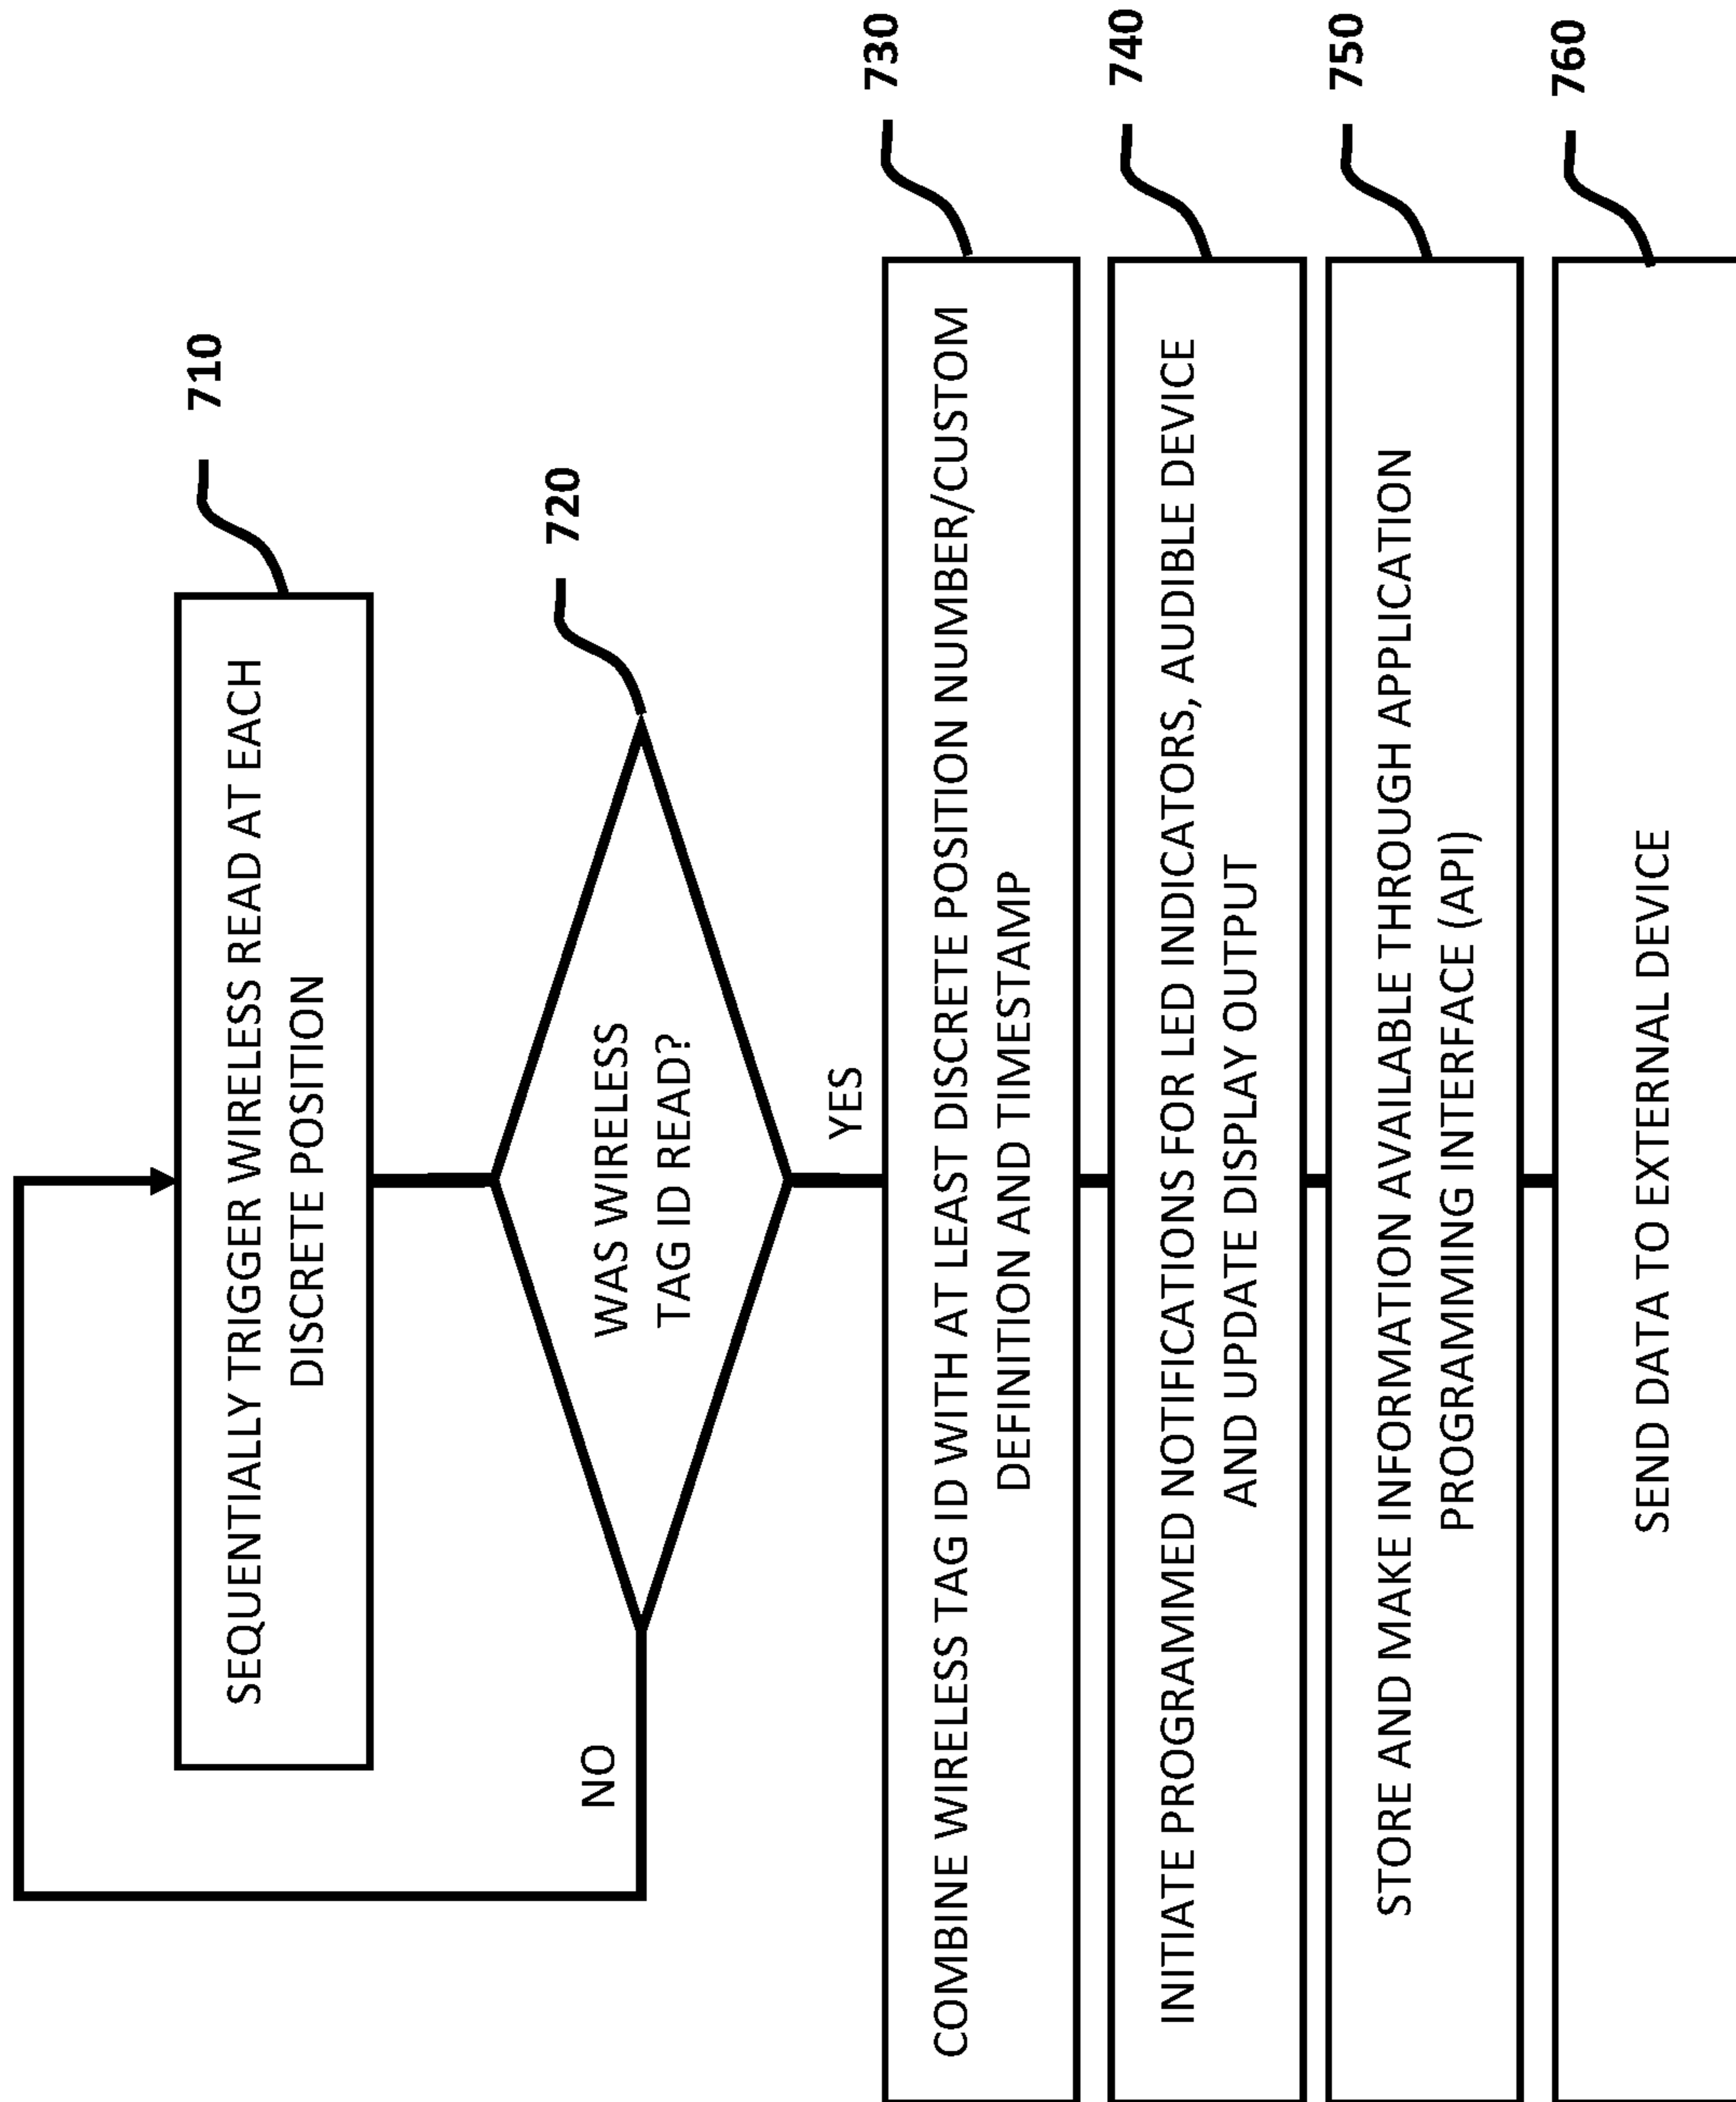 710
SEQUENTIALLY TRIGGER WIRELESS READ AT EACH
DISCRETE POSITION
720
WAS WIRELESS
TAG ID READ?
NO
YES
730
COMBINE WIRELESS TAG ID WITH AT LEAST DISCRETE POSITION NUMBER/CUSTOM
DEFINITION AND TIMESTAMP
740
INITIATE PROGRAMMED NOTIFICATIONS FOR LED INDICATORS, AUDIBLE DEVICE
AND UPDATE DISPLAY OUTPUT
750
STORE AND MAKE INFORMATION AVAILABLE THROUGH APPLICATION
PROGRAMMING INTERFACE (API)
760
SEND DATA TO EXTERNAL DEVICE